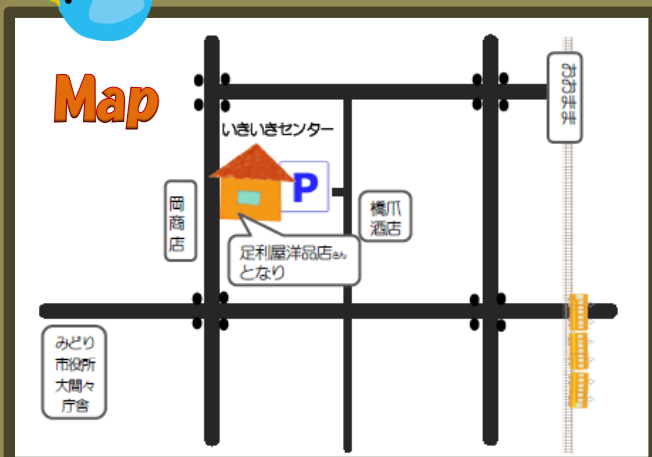 Map
おおまま
いきいきセンター
P
岡
商
店
橋爪
酒店
足利屋洋品店さん
となり
みどり
市役所
大間々
庁舎